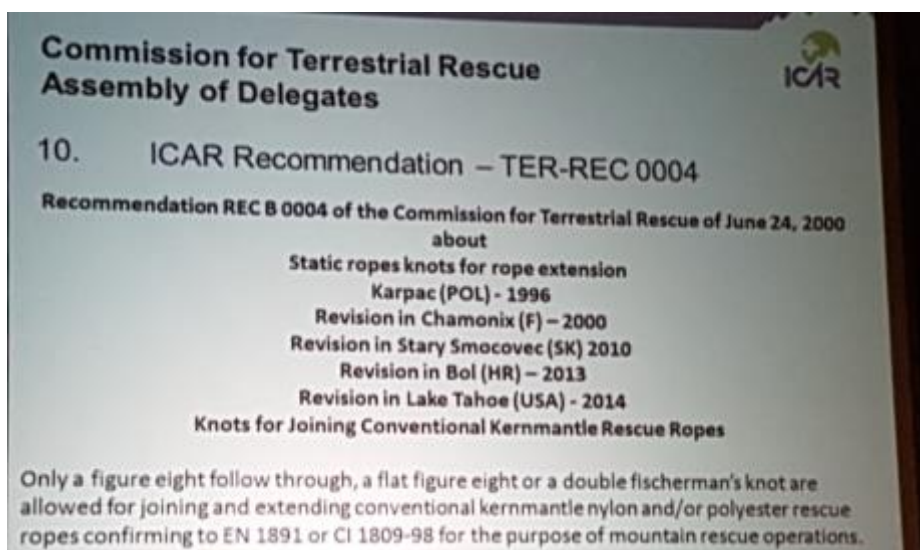 Commission for Terrestrial Rescue
Assembly of Delegates
ICAR
10. ICAR Recommendation – TER-REC 0004
Recommendation REC B 0004 of the Commission for Terrestrial Rescue of June 24, 2000
about
Static ropes knots for rope extension
Karpac (POL) - 1996
Revision in Chamonix (F) – 2000
Revision in Stary Smocovec (SK) 2010
Revision in Bol (HR) – 2013
Revision in Lake Tahoe (USA) - 2014
Knots for Joining Conventional Kernmantle Rescue Ropes
Only a figure eight follow through, a flat figure eight or a double fischerman's knot are
allowed for joining and extending conventional kernmantle nylon and/or polyester rescue
ropes confirming to EN 1891 or CI 1809-98 for the purpose of mountain rescue operations.